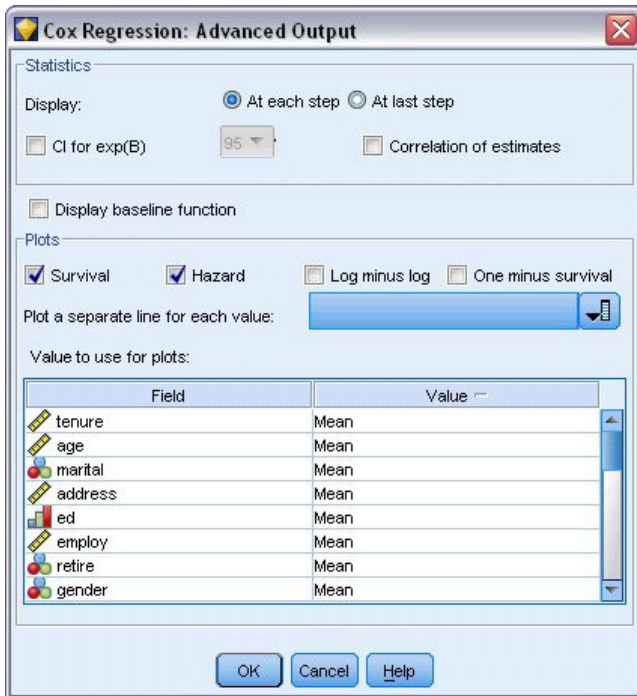 Cox Regression: Advanced Output
Statistics
Display: At each step At last step
CI for exp(B) 95 Correlation of estimates
Display baseline function
Plots
Survival Hazard Log minus log One minus survival
Plot a separate line for each value:
Value to use for plots:
Field Value
tenure Mean
age Mean
marital Mean
address Mean
ed Mean
employ Mean
retire Mean
gender Mean
OK Cancel Help